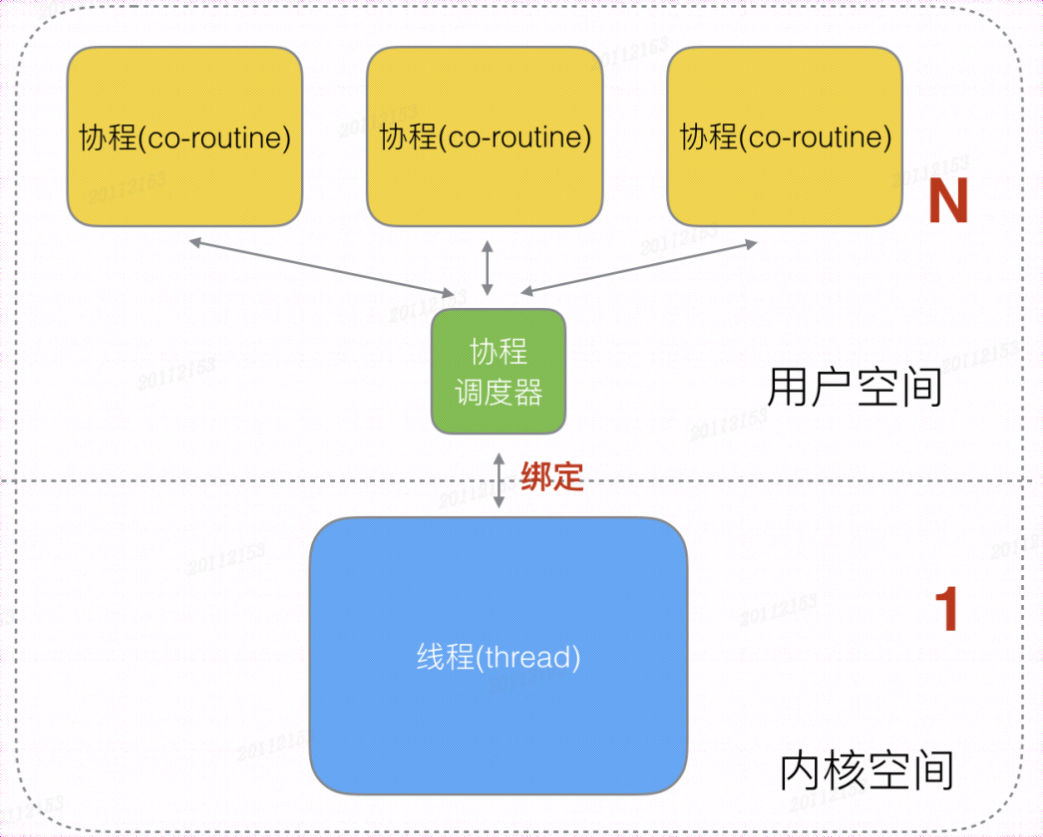 协程(co-routine)
协程(co-routine)
协程(co-routine)
N
协程
调度器
用户空间
绑定
1
线程(thread)
内核空间
20112153